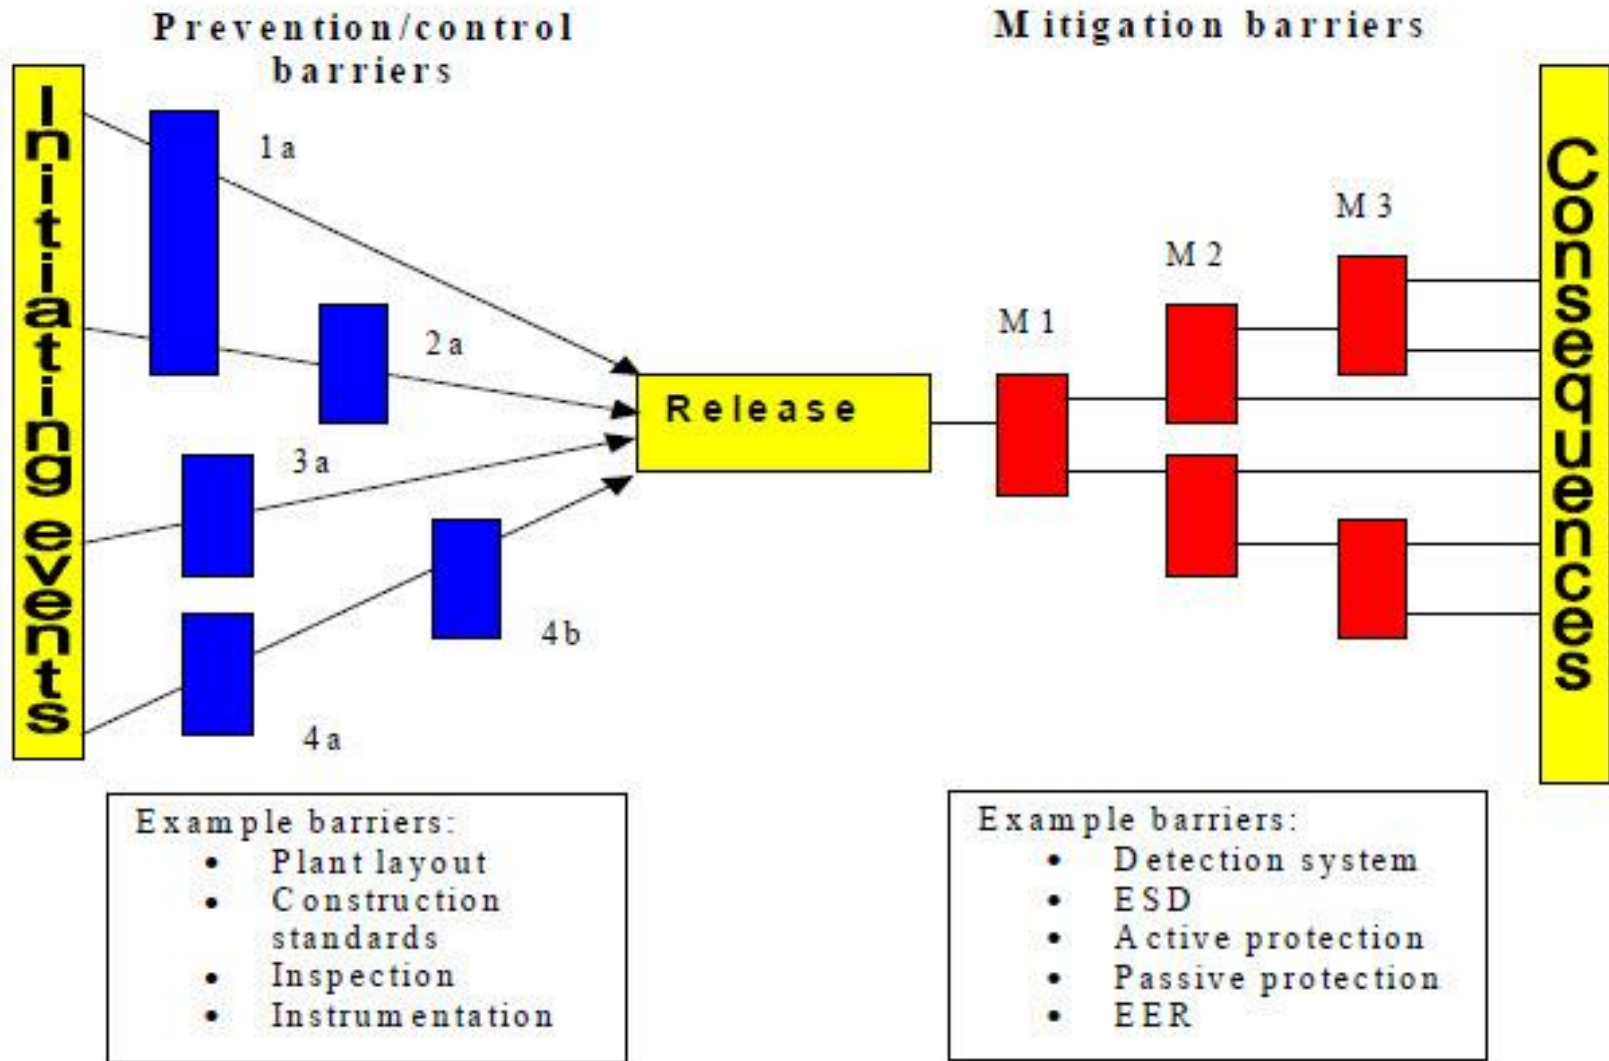 Prevention/control
barriers
Mitigation barriers
Initiating events
1a
2a
3a
4a
4b
Release
M1
M2
M3
Consequences
Example barriers:
• Plant layout
• Construction
standards
• Inspection
• Instrumentation
Example barriers:
• Detection system
• ESD
• Active protection
• Passive protection
• EER